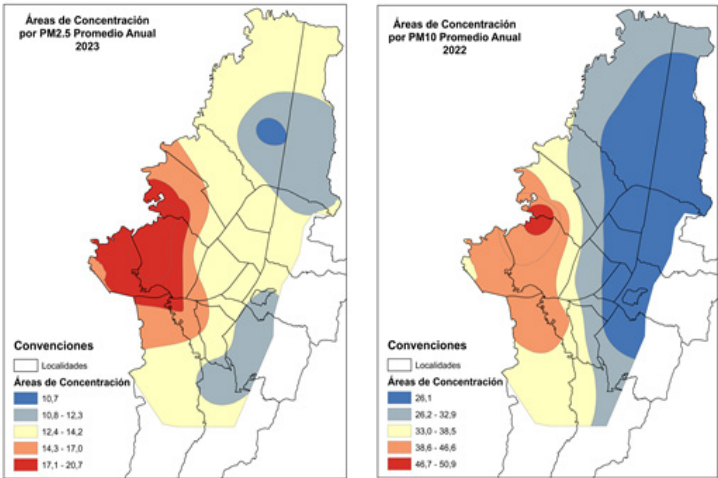 Áreas de Concentración
por PM2.5 Promedio Anual
2023
Convenciones
Localidades
Áreas de Concentración
10,7
10,8 - 12,3
12,4 - 14,2
14,3 - 17,0
17,1 - 20,7
Áreas de Concentración
por PM10 Promedio Anual
2022
Convenciones
Localidades
Áreas de Concentración
26,1
26,2 - 32,9
33,0 - 38,5
38,6 - 46,6
46,7 - 50,9